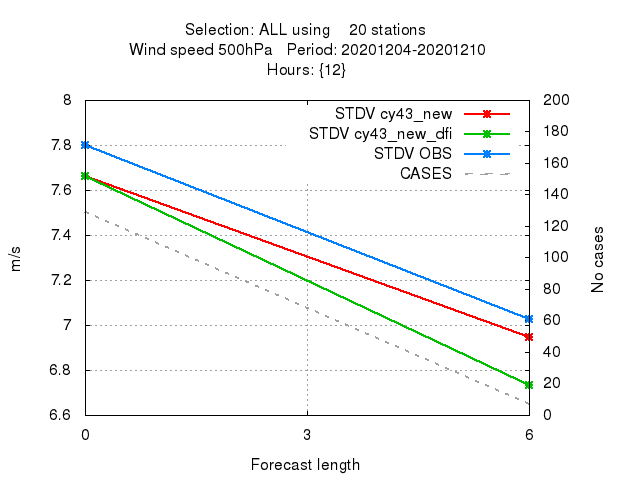 Selection: ALL using 20 stations
Wind speed 500hPa Period: 20201204-20201210
Hours: {12}
8 200
STDV cy43_new
180
STDV cy43_new_dfi
7.8
STDV OBS
160
CASES
7.6
140
7.4
120
7.2
100
80
7
60
6.8
40
20
6.6 0
m/s
No cases
0 3 6
Forecast length